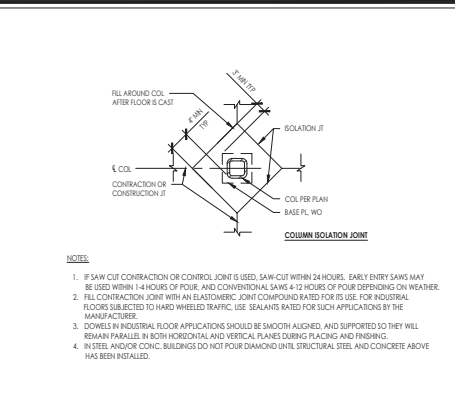 3" MIN TYP
FILL AROUND COL
AFTER FLOOR IS CAST
4" MIN
TYP
ISOLATION JT
℄ COL
CONTRACTION OR
CONSTRUCTION JT
COL PER PLAN
BASE PL, WO
COLUMN ISOLATION JOINT
NOTES:
1. IF SAW CUT CONTRACTION OR CONTROL JOINT IS USED, SAW-CUT WITHIN 24 HOURS. EARLY ENTRY SAWS MAY
BE USED WITHIN 1-4 HOURS OF POUR, AND CONVENTIONAL SAWS 4-12 HOURS OF POUR DEPENDING ON WEATHER.
2. FILL CONTRACTION JOINT WITH AN ELASTOMERIC JOINT COMPOUND RATED FOR ITS USE. FOR INDUSTRIAL
FLOORS SUBJECTED TO HARD WHEELED TRAFFIC, USE SEALANTS RATED FOR SUCH APPLICATIONS BY THE
MANUFACTURER.
3. DOWELS IN INDUSTRIAL FLOOR APPLICATIONS SHOULD BE SMOOTH ALIGNED, AND SUPPORTED SO THEY WILL
REMAIN PARALLEL IN BOTH HORIZONTAL AND VERTICAL PLANES DURING PLACING AND FINISHING.
4. IN STEEL AND/OR CONC. BUILDINGS DO NOT POUR DIAMOND UNTIL STRUCTURAL STEEL AND CONCRETE ABOVE
HAS BEEN INSTALLED.